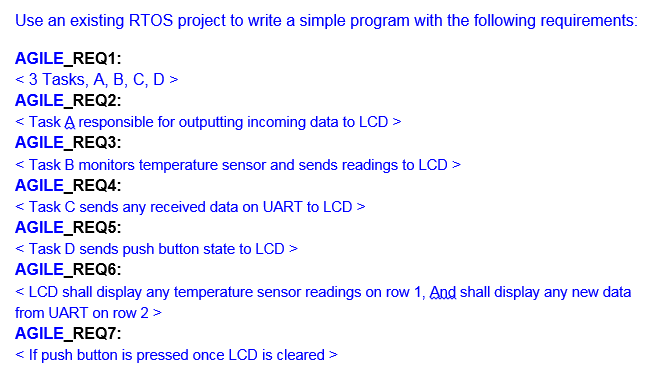 Use an existing RTOS project to write a simple program with the following requirements:
AGILE_REQ1:
< 3 Tasks, A, B, C, D >
AGILE_REQ2:
< Task A responsible for outputting incoming data to LCD >
AGILE_REQ3:
< Task B monitors temperature sensor and sends readings to LCD >
AGILE_REQ4:
< Task C sends any received data on UART to LCD >
AGILE_REQ5:
< Task D sends push button state to LCD >
AGILE_REQ6:
< LCD shall display any temperature sensor readings on row 1, And shall display any new data
from UART on row 2 >
AGILE_REQ7:
< If push button is pressed once LCD is cleared >